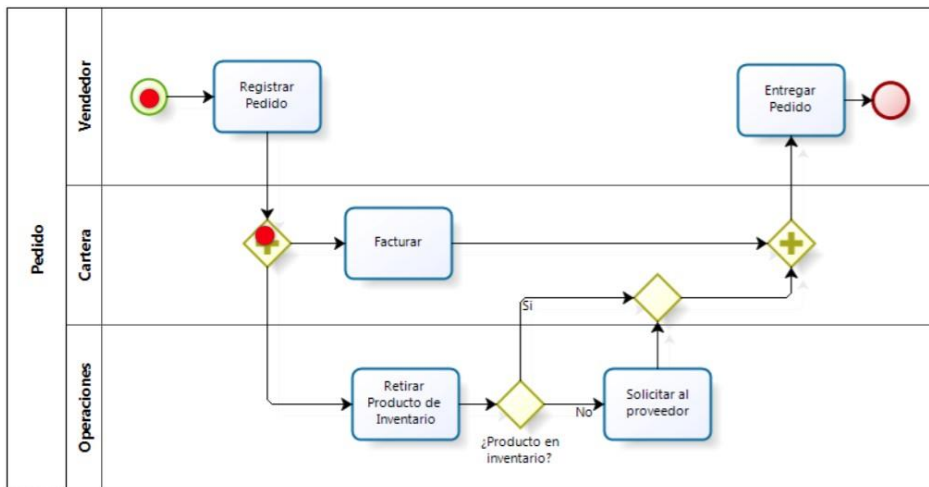 Pedido
Vendedor
Registrar
Pedido
Entregar
Pedido
Cartera
Facturar
Si
Operaciones
Retirar
Producto de
Inventario
¿Producto en
inventario?
No
Solicitar al
proveedor